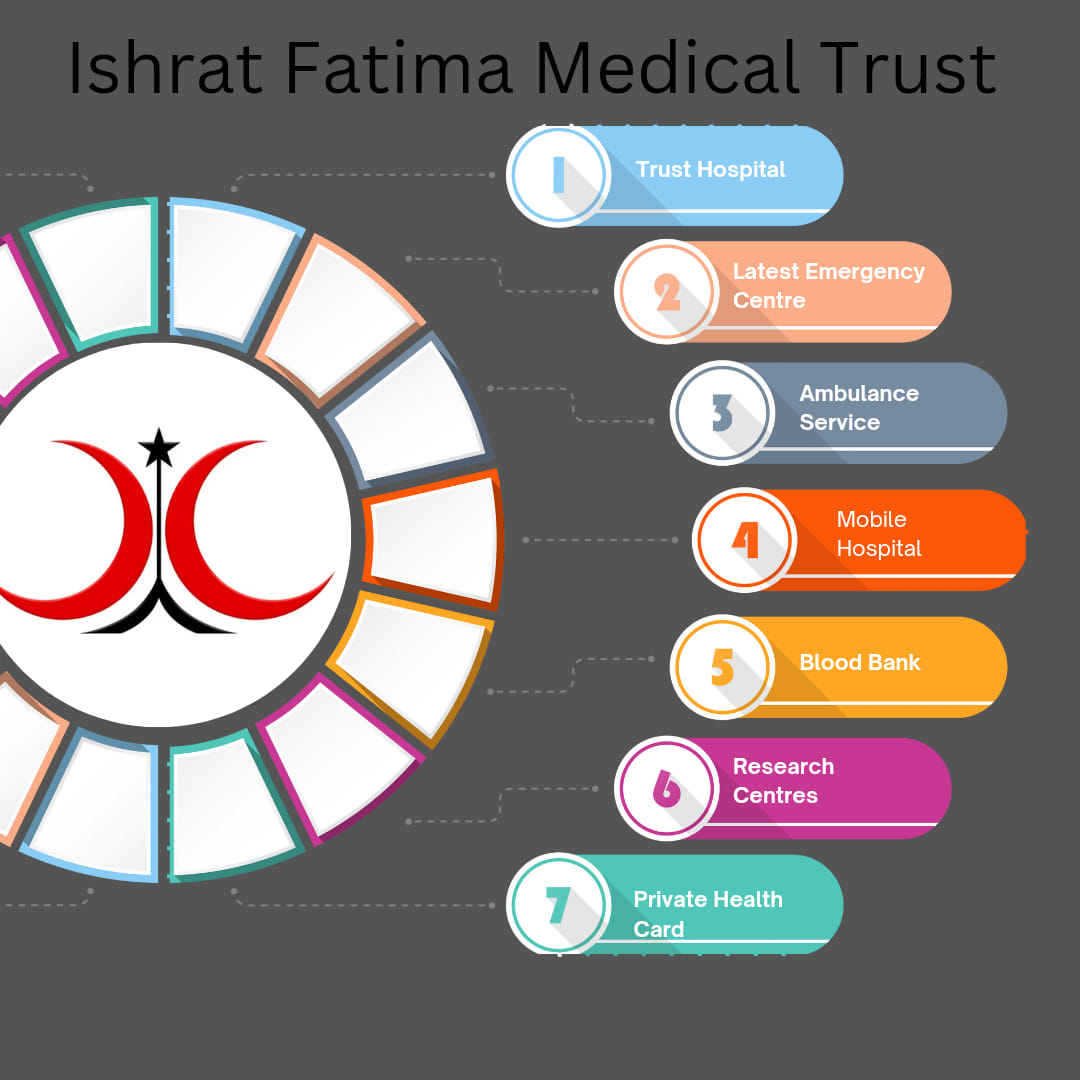 Ishrat Fatima Medical Trust
1
Trust Hospital
2
Latest Emergency
Centre
3
Ambulance
Service
4
Mobile
Hospital
5
Blood Bank
6
Research
Centres
7
Private Health
Card